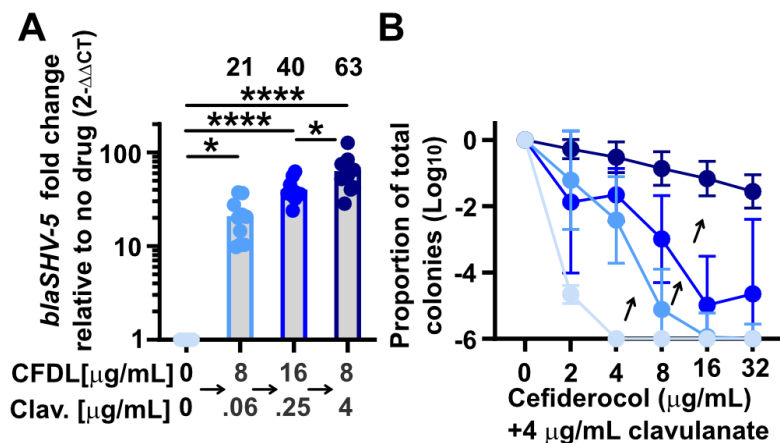 A
21 40 63
****
****
* *
blaSHV-5 fold change
relative to no drug (2-ΔΔCT)
100
10
1
CFDL[μg/mL] 0 → 8 → 16 → 8
Clav. [μg/mL] 0 .06 .25 4
B
Proportion of total
colonies (Log10)
0
-2
-4
-6
0 2 4 8 16 32
Cefiderocol (μg/mL)
+4 μg/mL clavulanate